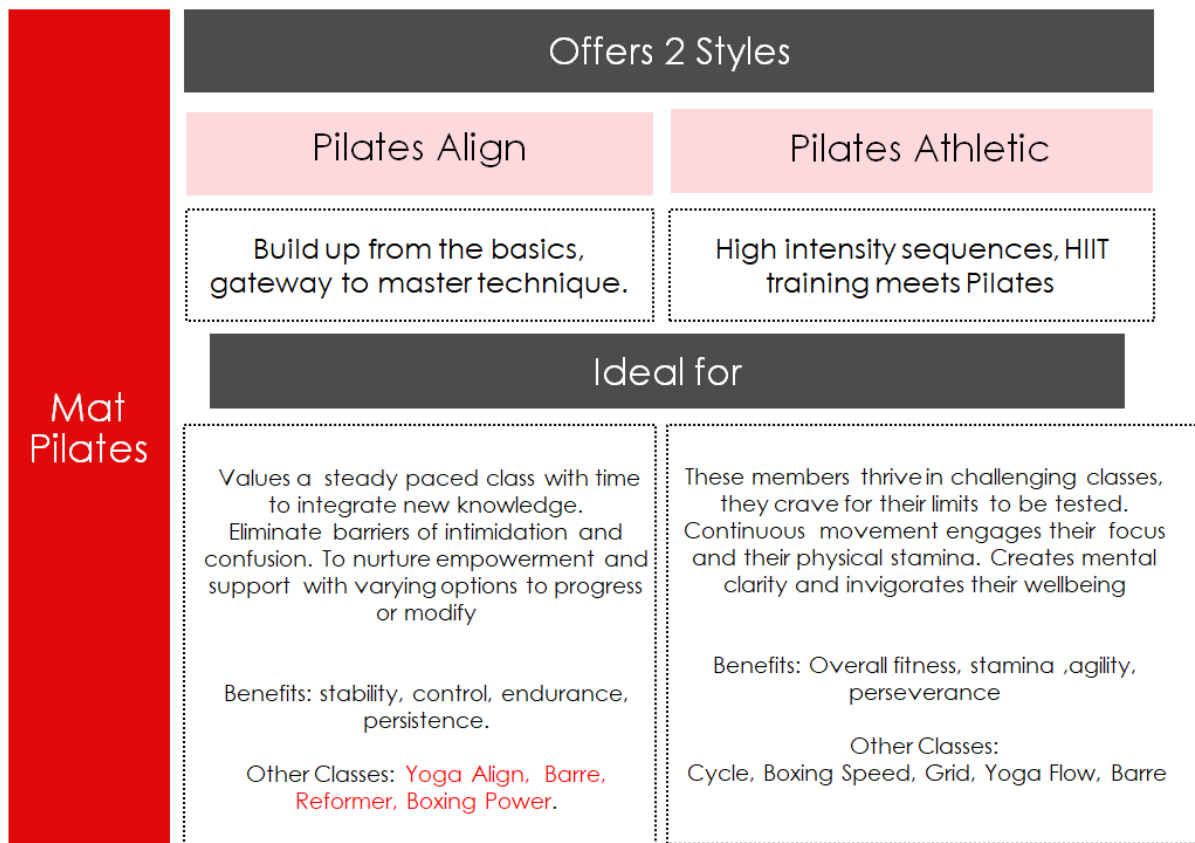 Mat
Pilates
Offers 2 Styles
Pilates Align
Build up from the basics,
gateway to master technique.
Pilates Athletic
High intensity sequences, HIIT
training meets Pilates
Ideal for
Values a steady paced class with time
to integrate new knowledge.
Eliminate barriers of intimidation and
confusion. To nurture empowerment and
support with varying options to progress
or modify
Benefits: stability, control, endurance,
persistence.
Other Classes: Yoga Align, Barre,
Reformer, Boxing Power.
These members thrive in challenging classes,
they crave for their limits to be tested.
Continuous movement engages their focus
and their physical stamina. Creates mental
clarity and invigorates their wellbeing
Benefits: Overall fitness, stamina ,agility,
perseverance
Other Classes:
Cycle, Boxing Speed, Grid, Yoga Flow, Barre